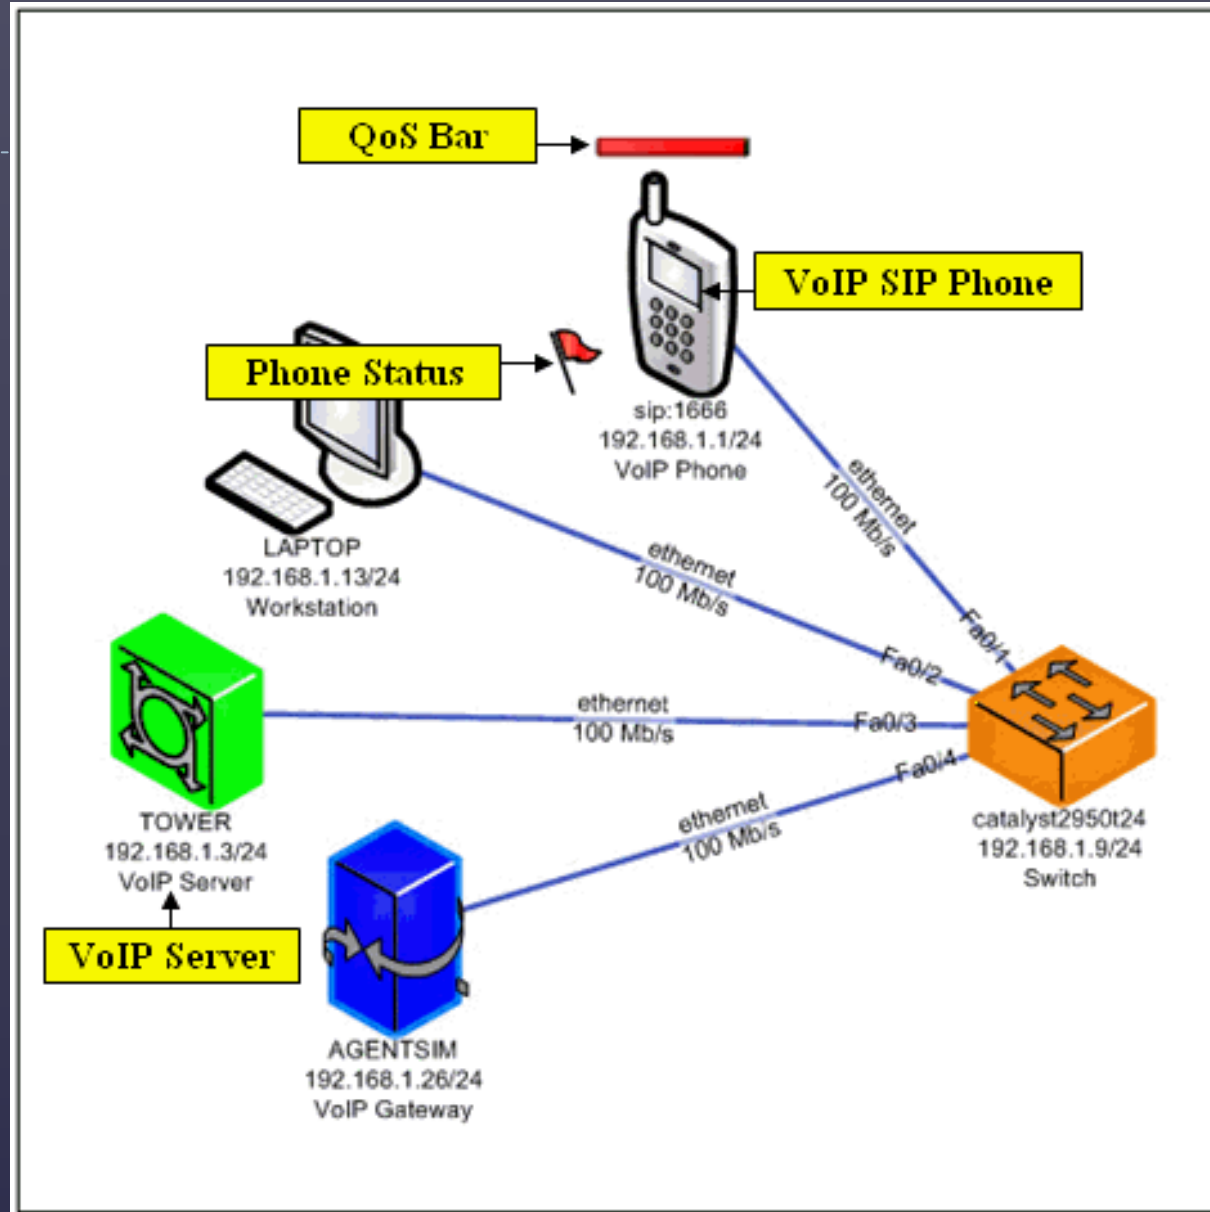 QoS Bar
VoIP SIP Phone
Phone Status
sip:1666
192.168.1.1/24
VoIP Phone
ethernet
100 Mb/s
LAPTOP
192.168.1.13/24
Workstation
ethernet
100 Mb/s
Fa0/1
Fa0/2
ethernet
100 Mb/s
Fa0/3
Fa0/4
ethernet
100 Mb/s
TOWER
192.168.1.3/24
VoIP Server
catalyst2950t24
192.168.1.9/24
Switch
VoIP Server
AGENTSIM
192.168.1.26/24
VoIP Gateway